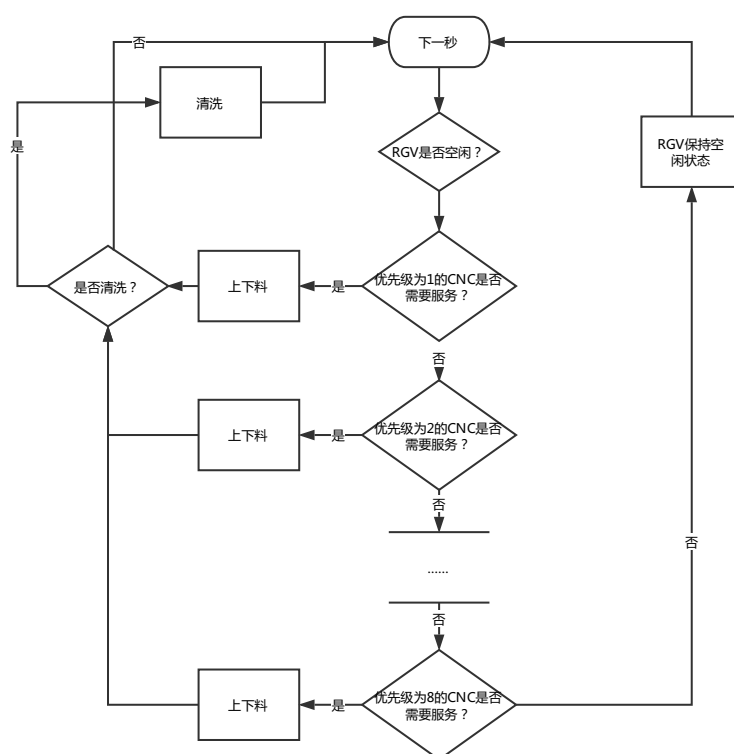 否
下一秒
清洗
是
RGV是否空闲？
RGV保持空
闲状态
是否清洗？
上下料
是
优先级为1的CNC是否
需要服务？
否
上下料
是
优先级为2的CNC是否
需要服务？
否
否
......
否
上下料
是
优先级为8的CNC是否
需要服务？